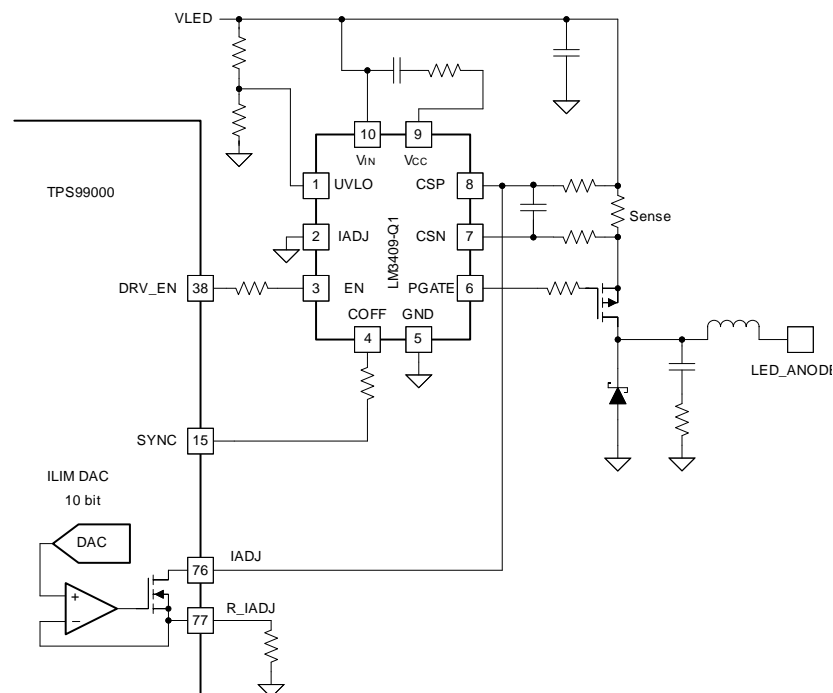 VLED
10
9
VIN
VCC
1
UVLO
CSP
8
TPS99000
Sense
2
IADJ
LM3409-Q1
CSN
7
DRV_EN
38
3
EN
PGATE
6
COFF
GND
4
5
LED_ANODE
SYNC
15
ILIM DAC
10 bit
DAC
IADJ
76
+
−
R_IADJ
77